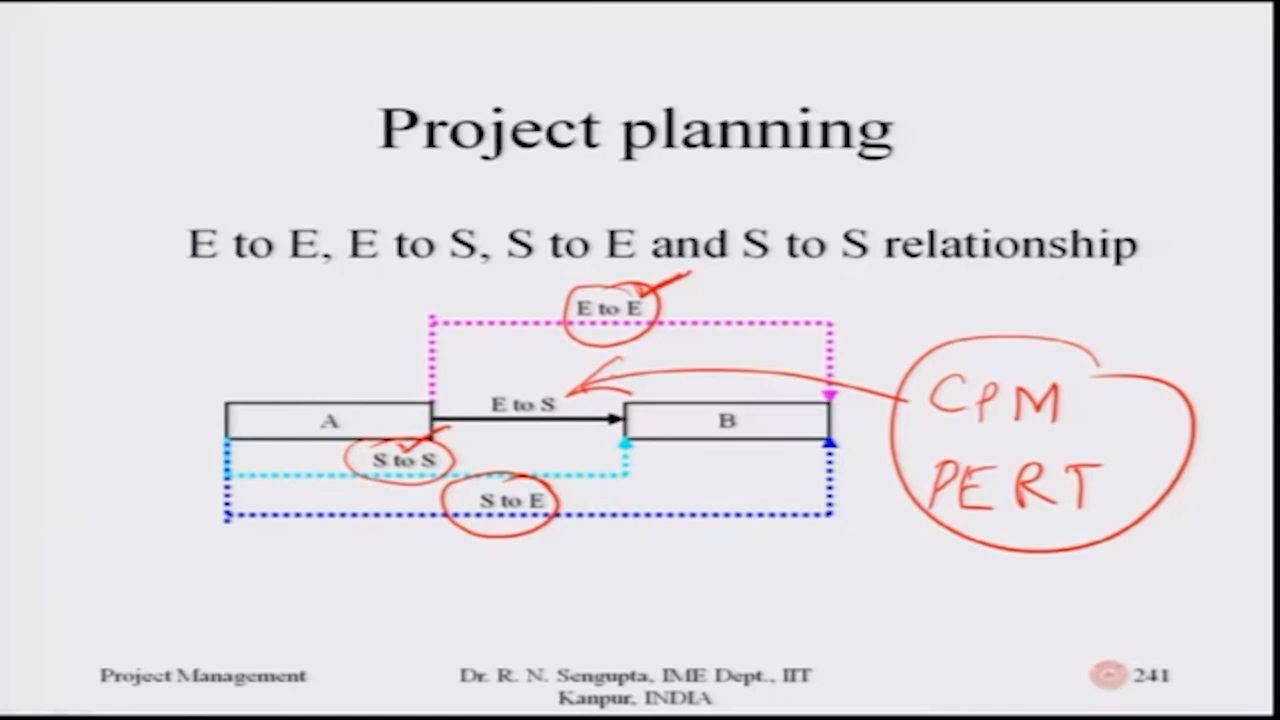 Project planning
E to E, E to S, S to E and S to S relationship
E to E
E to S
A
B
S to S
S to E
CPM
PERT
Project Management
Dr. R. N. Sengupta, IME Dept., IIT
Kanpur, INDIA
241